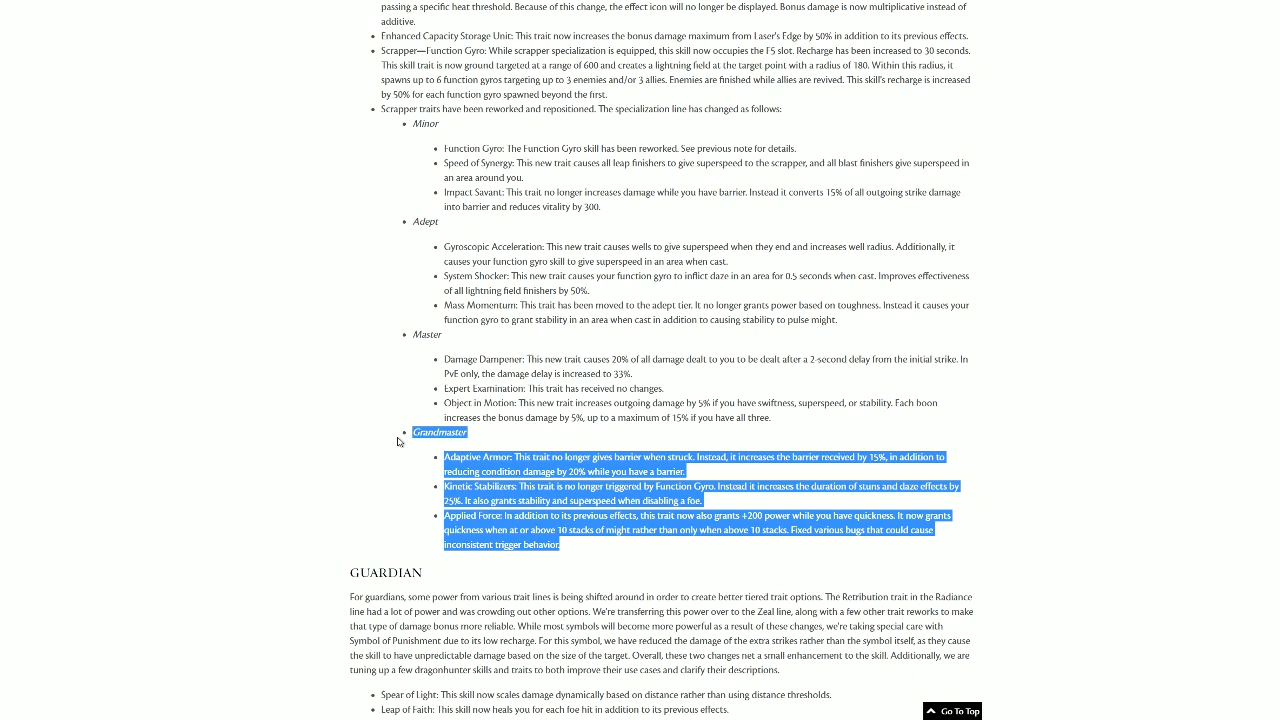 passing a specific heat threshold. Because of this change, the effect icon will no longer be displayed. Bonus damage is now multiplicative instead of
additive.
Enhanced Capacity Storage Unit: This trait now increases the bonus damage maximum from Laser's Edge by 50% in addition to its previous effects.
Scrapper—Function Gyro: While scrapper specialization is equipped, this skill now occupies the F5 slot. Recharge has been increased to 30 seconds.
This skill trait is now ground targeted at a range of 600 and creates a lightning field at the target point with a radius of 180. Within this radius, it
spawns up to 6 function gyros targeting up to 3 enemies and/or 3 allies. Enemies are finished while allies are revived. This skill's recharge is increased
by 50% for each function gyro spawned beyond the first.
Scrapper traits have been reworked and repositioned. The specialization line has changed as follows:
Minor
Function Gyro: The Function Gyro skill has been reworked. See previous note for details.
Speed of Synergy: This new trait causes all leap finishers to give superspeed to the scrapper, and all blast finishers give superspeed in
an area around you.
Impact Savant: This trait no longer increases damage while you have barrier. Instead it converts 15% of all outgoing strike damage
into barrier and reduces vitality by 300.
Adept
Gyroscopic Acceleration: This new trait causes wells to give superspeed when they end and increases well radius. Additionally, it
causes your function gyro skill to give superspeed in an area when cast.
System Shocker: This new trait causes your function gyro to inflict daze in an area for 0.5 seconds when cast. Improves effectiveness
of all lightning field finishers by 50%.
Mass Momentum: This trait has been moved to the adept tier. It no longer grants power based on toughness. Instead it causes your
function gyro to grant stability in an area when cast in addition to causing stability to pulse might.
Master
Damage Dampener: This new trait causes 20% of all damage dealt to you to be dealt after a 2-second delay from the initial strike. In
PvE only, the damage delay is increased to 33%.
Expert Examination: This trait has received no changes.
Object in Motion: This new trait increases outgoing damage by 5% if you have swiftness, superspeed, or stability. Each boon
increases the bonus damage by 5%, up to a maximum of 15% if you have all three.
Grandmaster
Adaptive Armor: This trait no longer gives barrier when struck. Instead, it increases the barrier received by 15%, in addition to
reducing condition damage by 20% while you have a barrier.
Kinetic Stabilizers: This trait is no longer triggered by Function Gyro. Instead it increases the duration of stuns and daze effects by
25%. It also grants stability and superspeed when disabling a foe.
Applied Force: In addition to its previous effects, this trait now also grants +200 power while you have quickness. It now grants
quickness when at or above 10 stacks of might rather than only when above 10 stacks. Fixed various bugs that could cause
inconsistent trigger behavior.
GUARDIAN
For guardians, some power from various trait lines is being shifted around in order to create better tiered trait options. The Retribution trait in the Radiance
line had a lot of power and was crowding out other options. We're transferring this power over to the Zeal line, along with a few other trait reworks to make
that type of damage bonus more reliable. While most symbols will become more powerful as a result of these changes, we're taking special care with
Symbol of Punishment due to its low recharge. For this symbol, we have reduced the damage of the extra strikes rather than the symbol itself, as they cause
the skill to have unpredictable damage based on the size of the target. Overall, these two changes net a small enhancement to the skill. Additionally, we are
tuning up a few dragonhunter skills and traits to both improve their use cases and clarify their descriptions.
Spear of Light: This skill now scales damage dynamically based on distance rather than using distance thresholds.
Leap of Faith: This skill now heals you for each foe hit in addition to its previous effects.
Go To Top